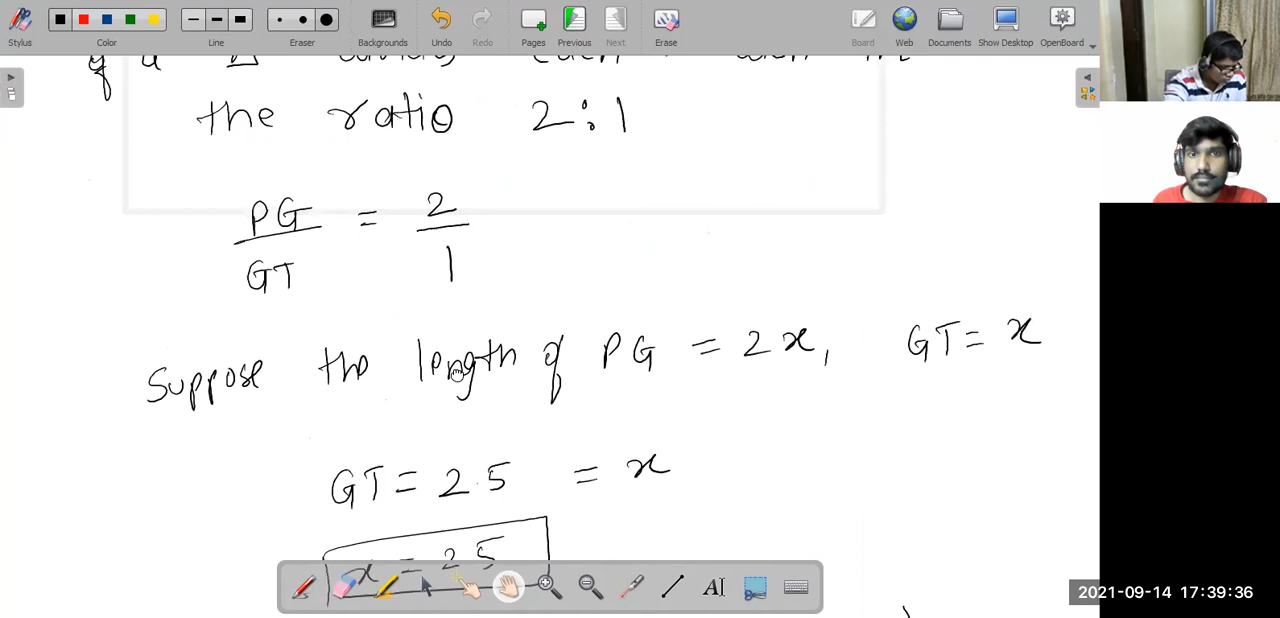 Stylus
Color
Line
Eraser
Backgrounds
Undo
Redo
Pages
Previous
Next
Erase
Board
Web
Documents
Show Desktop
OpenBoard
of a
the ratio 2:1
PG/GT = 2/1
Suppose the length of PG = 2x, GT = x
GT = 2.5 = x
x = 2.5
2021-09-14 17:39:36